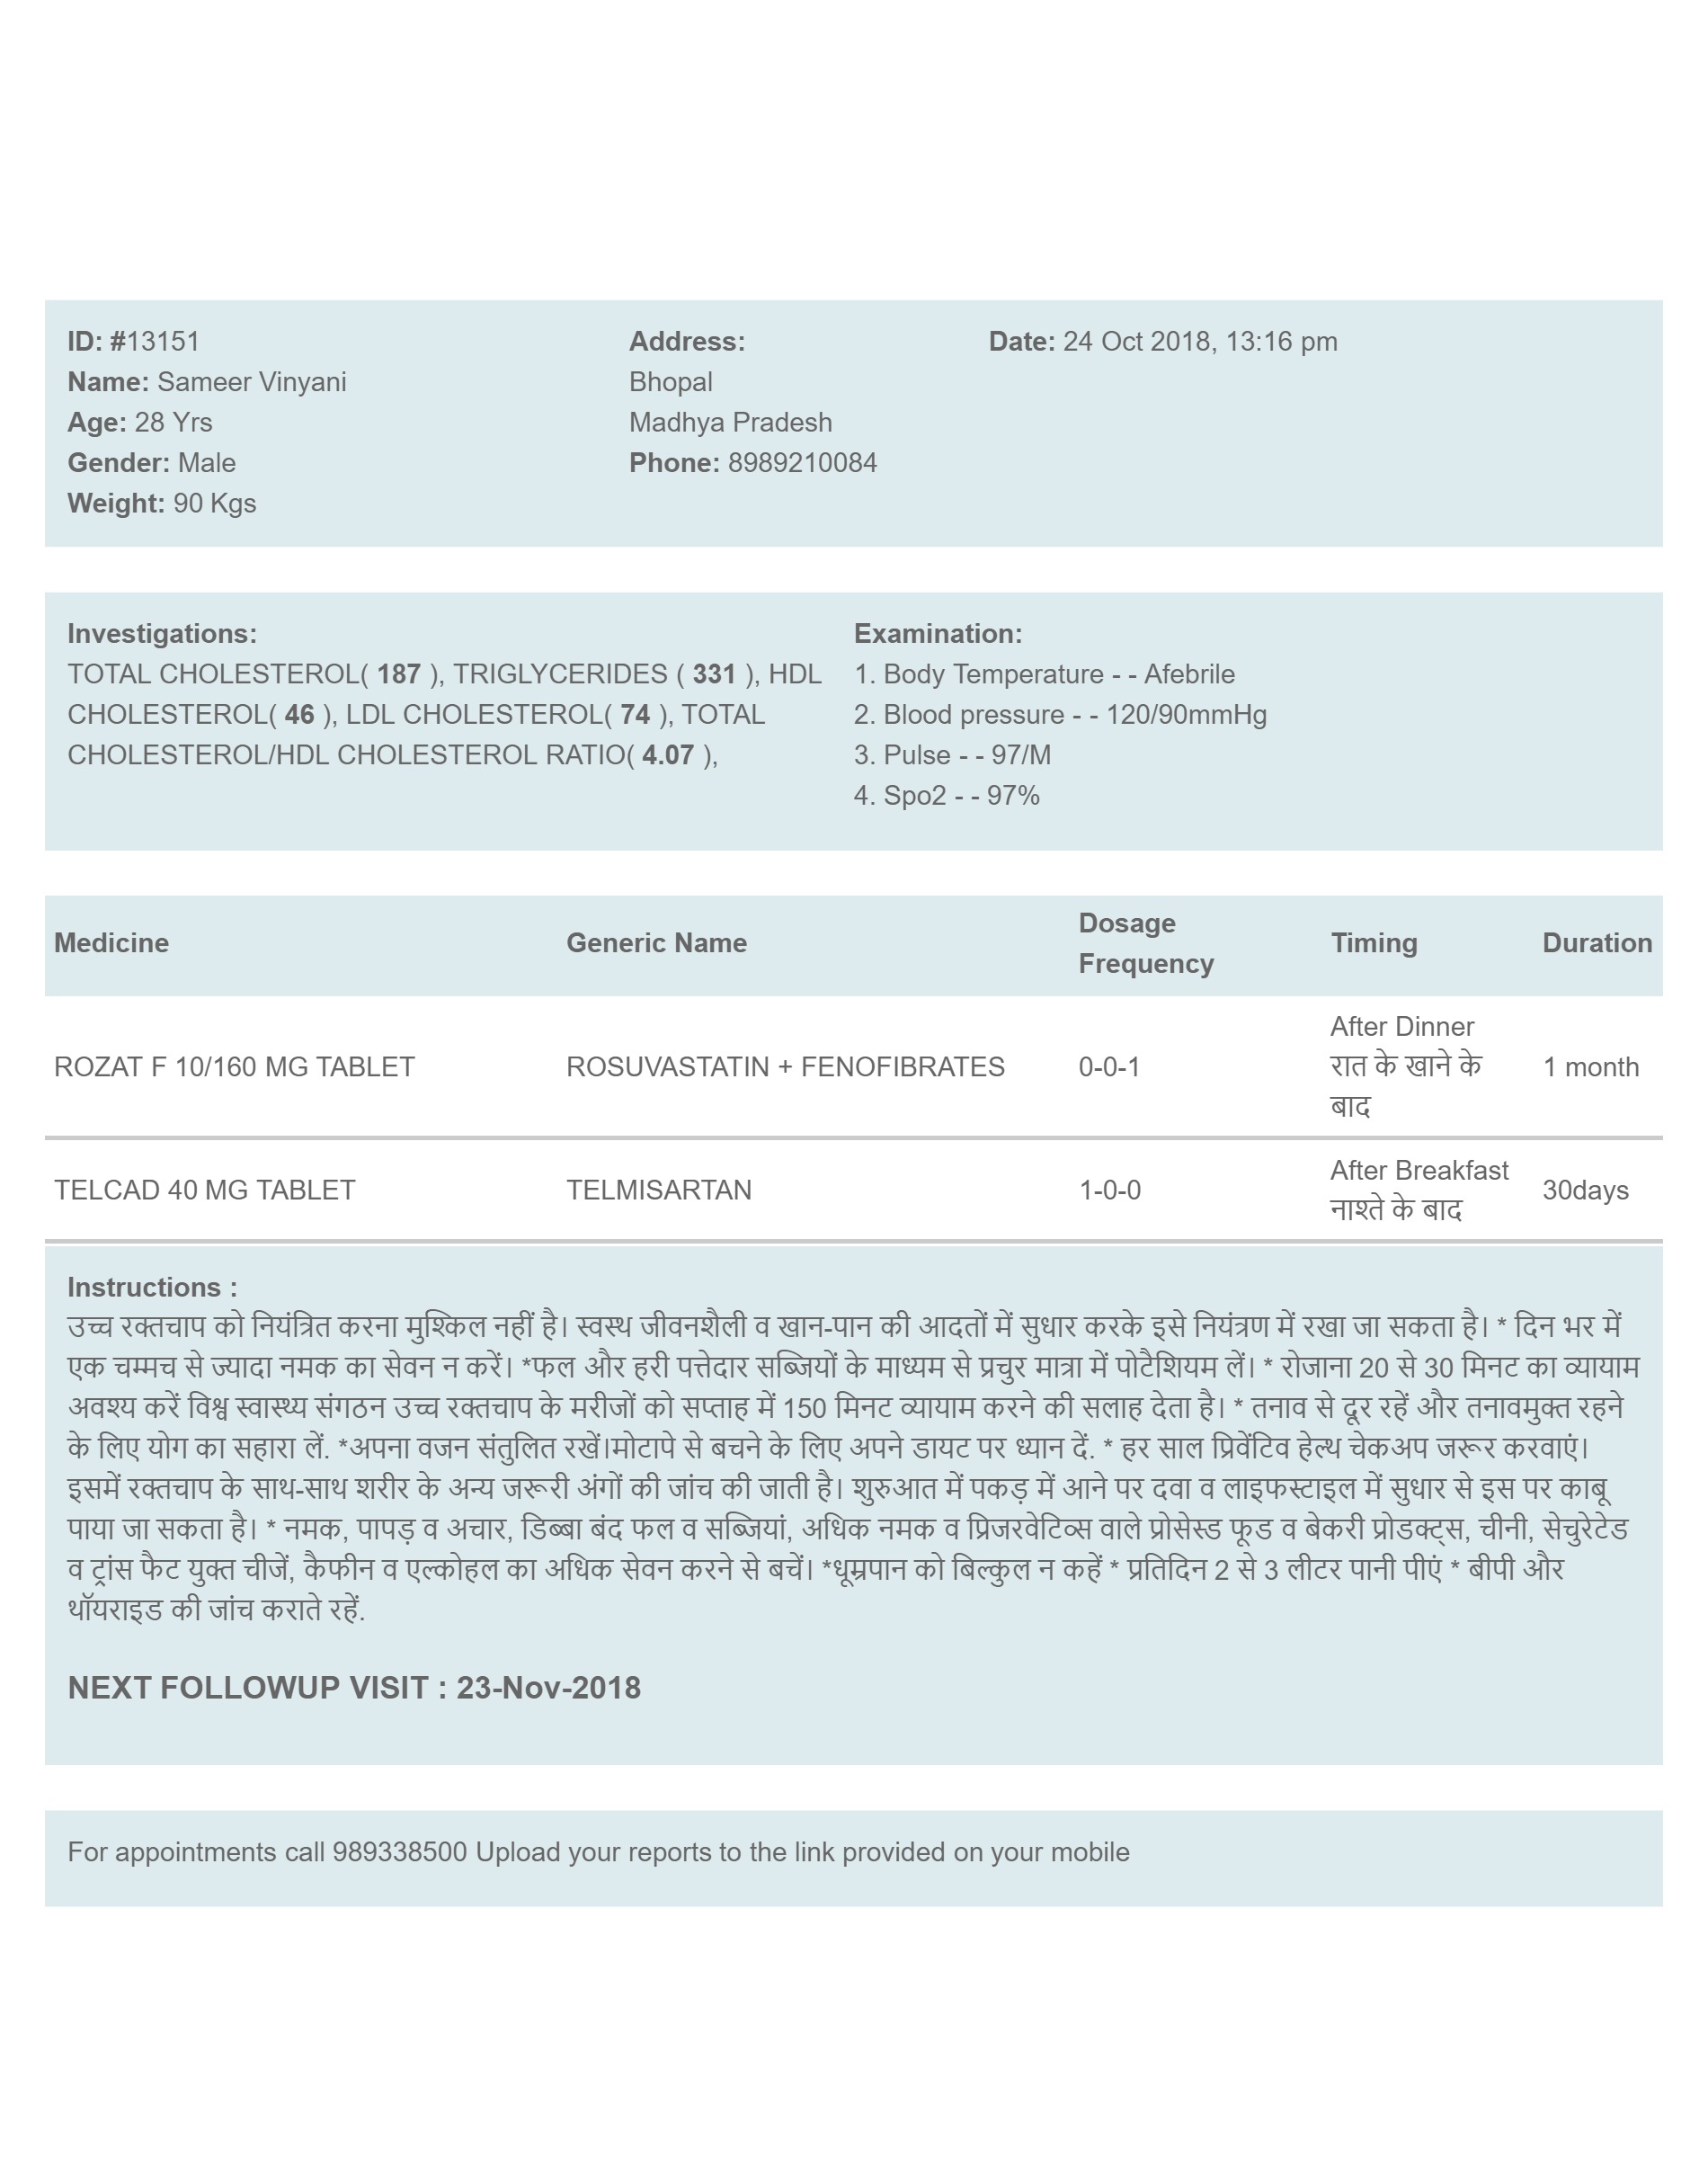 ID: #13151
Name: Sameer Vinyani
Age: 28 Yrs
Gender: Male
Weight: 90 Kgs
Address:
Bhopal
Madhya Pradesh
Phone: 8989210084
Date: 24 Oct 2018, 13:16 pm
Investigations:
TOTAL CHOLESTEROL( 187 ), TRIGLYCERIDES ( 331 ), HDL
CHOLESTEROL( 46 ), LDL CHOLESTEROL( 74 ), TOTAL
CHOLESTEROL/HDL CHOLESTEROL RATIO( 4.07 ),
Examination:
1. Body Temperature - - Afebrile
2. Blood pressure - - 120/90mmHg
3. Pulse - - 97/M
4. Spo2 - - 97%
Medicine Generic Name Dosage Frequency Timing Duration
ROZAT F 10/160 MG TABLET ROSUVASTATIN + FENOFIBRATES 0-0-1 After Dinner रात के खाने के बाद 1 month
TELCAD 40 MG TABLET TELMISARTAN 1-0-0 After Breakfast नाश्ते के बाद 30days
Instructions :
उच्च रक्तचाप को नियंत्रित करना मुश्किल नहीं है। स्वस्थ जीवनशैली व खान-पान की आदतों में सुधार करके इसे नियंत्रण में रखा जा सकता है। * दिन भर में
एक चम्मच से ज्यादा नमक का सेवन न करें। *फल और हरी पत्तेदार सब्जियों के माध्यम से प्रचुर मात्रा में पोटैशियम लें। * रोजाना 20 से 30 मिनट का व्यायाम
अवश्य करें विश्व स्वास्थ्य संगठन उच्च रक्तचाप के मरीजों को सप्ताह में 150 मिनट व्यायाम करने की सलाह देता है। * तनाव से दूर रहें और तनावमुक्त रहने
के लिए योग का सहारा लें. *अपना वजन संतुलित रखें।मोटापे से बचने के लिए अपने डायट पर ध्यान दें. * हर साल प्रिवेंटिव हेल्थ चेकअप जरूर करवाएं।
इसमें रक्तचाप के साथ-साथ शरीर के अन्य जरूरी अंगों की जांच की जाती है। शुरुआत में पकड़ में आने पर दवा व लाइफस्टाइल में सुधार से इस पर काबू
पाया जा सकता है। * नमक, पापड़ व अचार, डिब्बा बंद फल व सब्जियां, अधिक नमक व प्रिजरवेटिव्स वाले प्रोसेस्ड फूड व बेकरी प्रोडक्ट्स, चीनी, सेचुरेटेड
व ट्रांस फैट युक्त चीजें, कैफीन व एल्कोहल का अधिक सेवन करने से बचें। *धूम्रपान को बिल्कुल न कहें * प्रतिदिन 2 से 3 लीटर पानी पीएं * बीपी और
थॉयराइड की जांच कराते रहें.
NEXT FOLLOWUP VISIT : 23-Nov-2018
For appointments call 989338500 Upload your reports to the link provided on your mobile